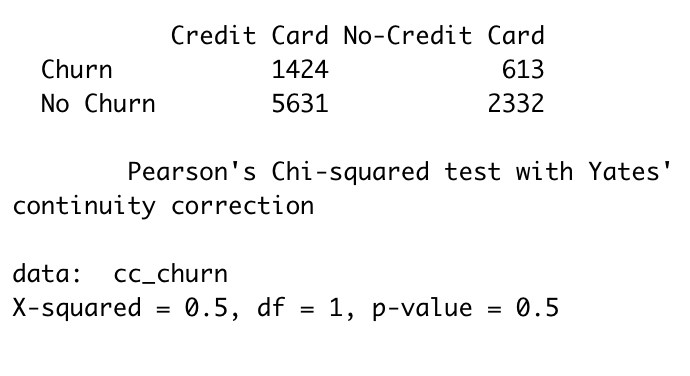 Credit Card No-Credit Card
Churn 1424 613
No Churn 5631 2332
Pearson's Chi-squared test with Yates'
continuity correction
data: cc_churn
X-squared = 0.5, df = 1, p-value = 0.5